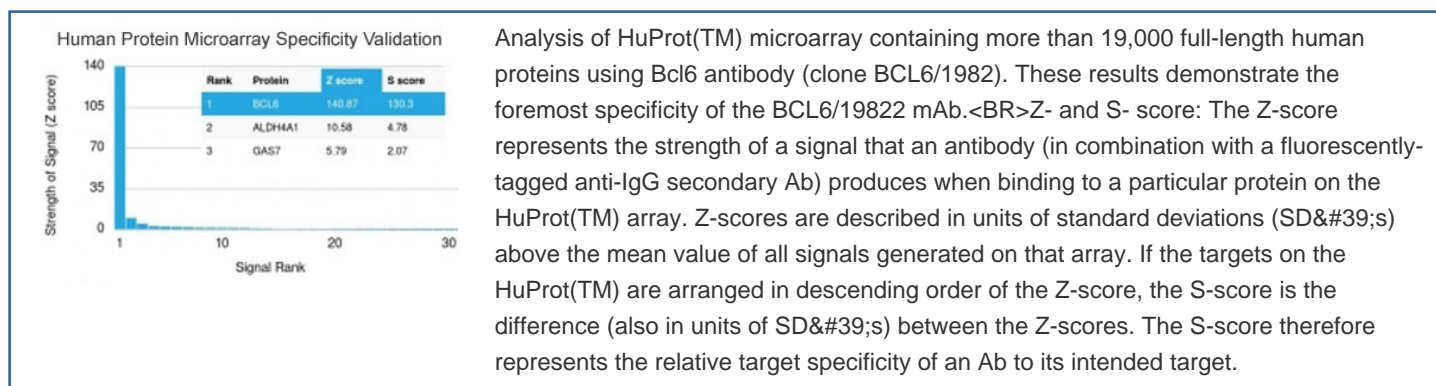 Human Protein Microarray Specificity Validation
Strength of Signal (Z score)
140
105
70
35
0
Rank Protein Z score S score
1 BCL6 140.87 130.3
2 ALDH4A1 10.58 4.78
3 GAS7 5.79 2.07
1 10 20 30
Signal Rank
Analysis of HuProt(TM) microarray containing more than 19,000 full-length human
proteins using Bcl6 antibody (clone BCL6/1982). These results demonstrate the
foremost specificity of the BCL6/19822 mAb.<BR>Z- and S- score: The Z-score
represents the strength of a signal that an antibody (in combination with a fluorescently-
tagged anti-IgG secondary Ab) produces when binding to a particular protein on the
HuProt(TM) array. Z-scores are described in units of standard deviations (SD&#39;s)
above the mean value of all signals generated on that array. If the targets on the
HuProt(TM) are arranged in descending order of the Z-score, the S-score is the
difference (also in units of SD&#39;s) between the Z-scores. The S-score therefore
represents the relative target specificity of an Ab to its intended target.